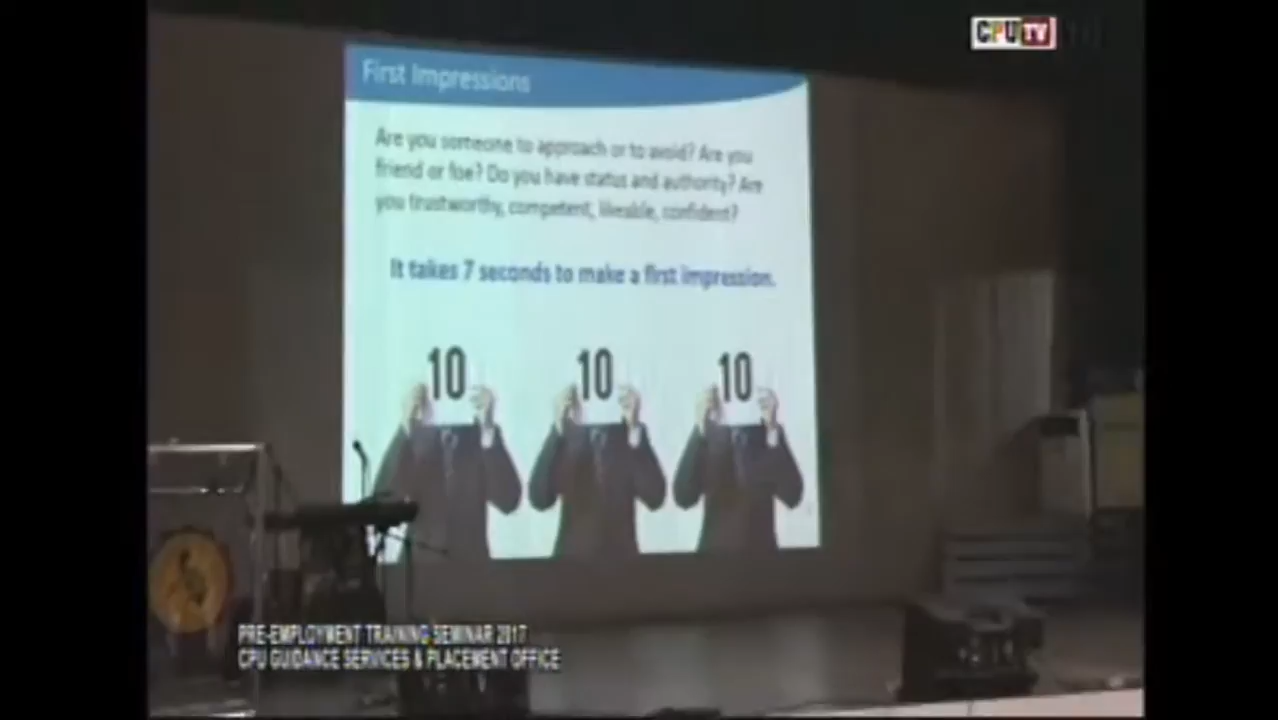 CPU TV
First Impressions
Are you someone to approach or to avoid? Are you
friend or foe? Do you have status and authority? Are
you trustworthy, competent, likeable, confident?
It takes 7 seconds to make a first impression.
10 10 10
PRE-EMPLOYMENT TRAINING SEMINAR 2017
CPU GUIDANCE SERVICES & PLACEMENT OFFICE